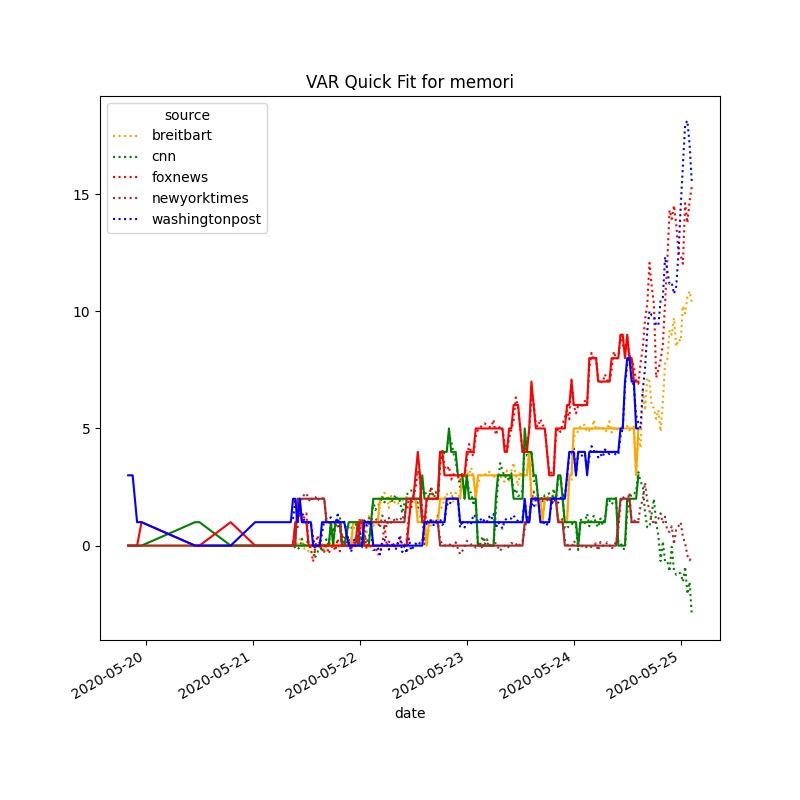 VAR Quick Fit for memori
source
breitbart
cnn
foxnews
newyorktimes
washingtonpost
15
10
5
0
2020-05-20
2020-05-21
2020-05-22
2020-05-23
2020-05-24
2020-05-25
date